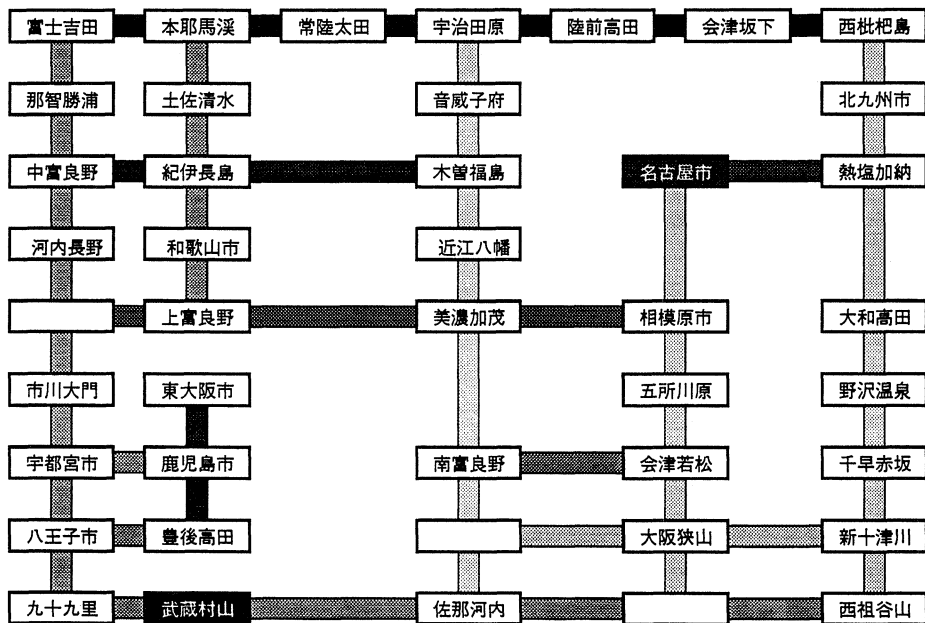 富士吉田 本耶馬渓 常陸太田 宇治田原 陸前高田 会津坂下 西枇杷島
那智勝浦 土佐清水 音威子府 北九州市
中富良野 紀伊長島 木曽福島 名古屋市 熱塩加納
河内長野 和歌山市 近江八幡
上富良野 美濃加茂 相模原市 大和高田
市川大門 東大阪市 五所川原 野沢温泉
宇都宮市 鹿児島市 南富良野 会津若松 千早赤坂
八王子市 豊後高田 大阪狭山 新十津川
九十九里 武蔵村山 佐那河内 西祖谷山